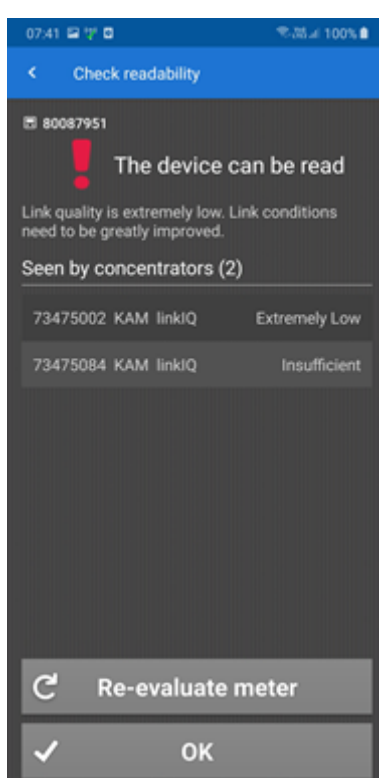 07:41 100%
Check readability
80087951
The device can be read
Link quality is extremely low. Link conditions
need to be greatly improved.
Seen by concentrators (2)
73475002 KAM linkIQ Extremely Low
73475084 KAM linkIQ Insufficient
Re-evaluate meter
OK